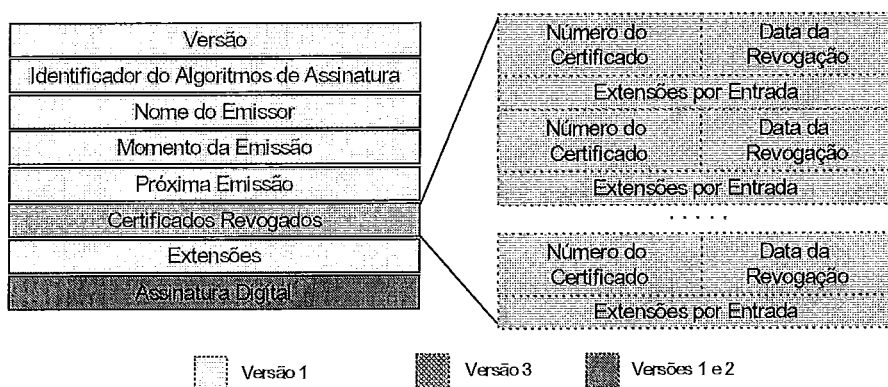 Versão
Identificador do Algoritmos de Assinatura
Nome do Emissor
Momento da Emissão
Próxima Emissão
Certificados Revogados
Extensões
Assinatura Digital
Número do Certificado
Data da Revogação
Extensões por Entrada
Número do Certificado
Data da Revogação
Extensões por Entrada
. . . . .
Número do Certificado
Data da Revogação
Extensões por Entrada
Versão 1
Versão 3
Versões 1 e 2